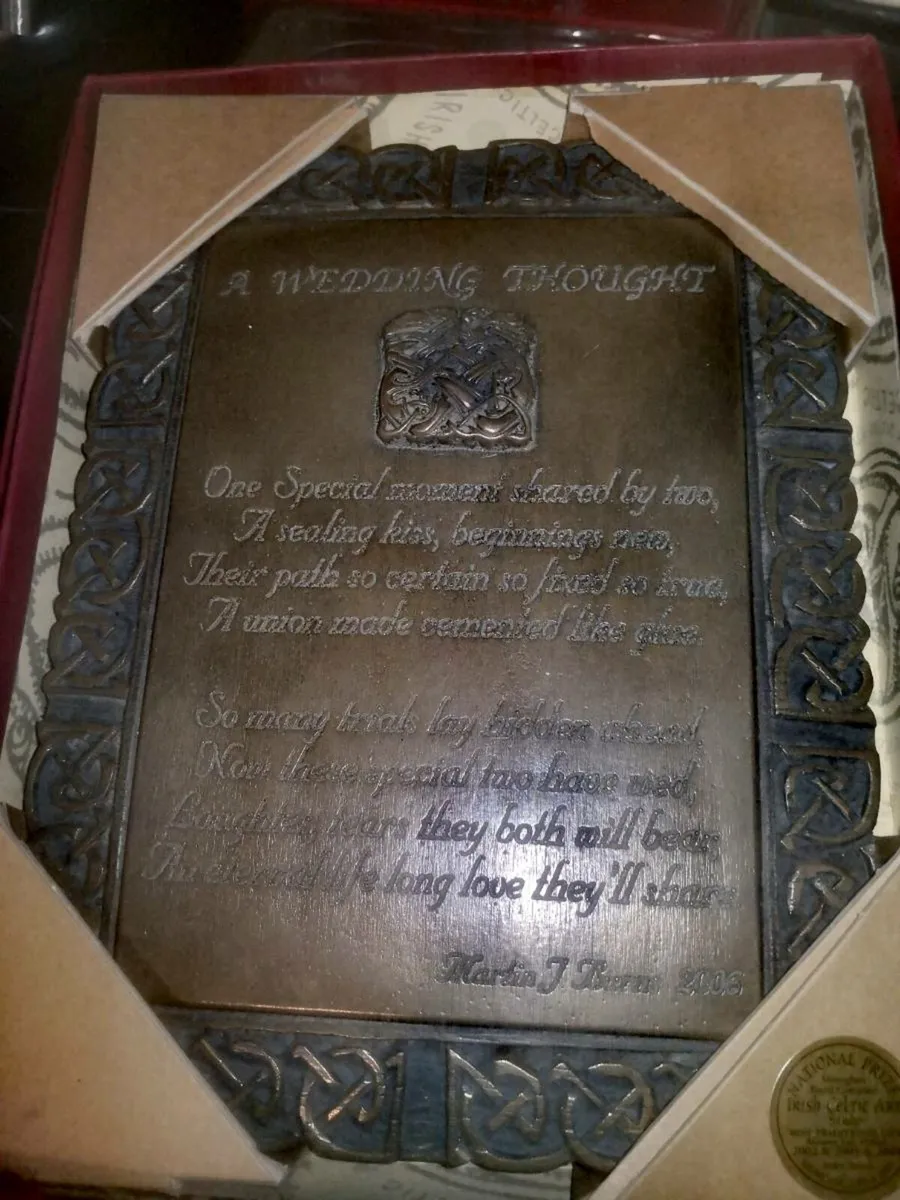 IRISH
CELTIC
A WEDDING THOUGHT
One Special moment shared by two,
A sealing kiss, beginnings new,
Their path so certain so fixed so true,
A union made cemented like glue.
So many trials lay hidden ahead,
Now these special two have wed,
Laughter, tears they both will bear,
An eternal life long love they'll share
Martin J 2003
NATIONAL
Irish Celtic